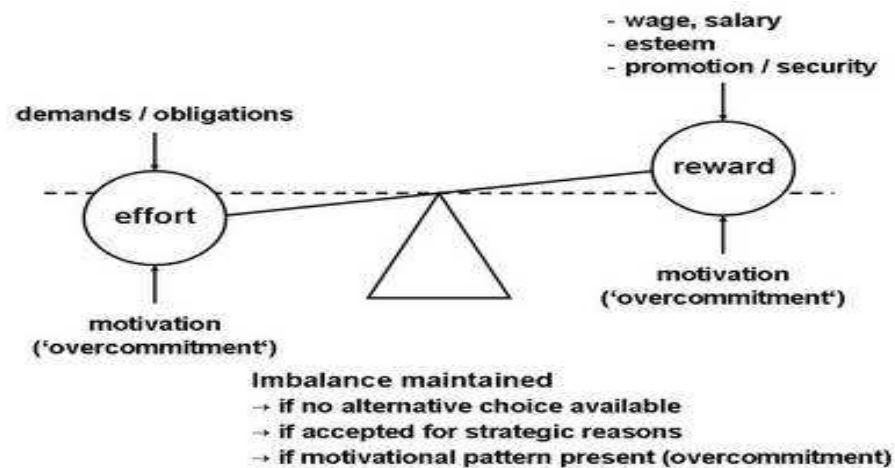 - wage, salary
- esteem
- promotion / security
demands / obligations
reward
effort
motivation
(‘overcommitment‘)
motivation
(‘overcommitment‘)
Imbalance maintained
→ if no alternative choice available
→ if accepted for strategic reasons
→ if motivational pattern present (overcommitment)